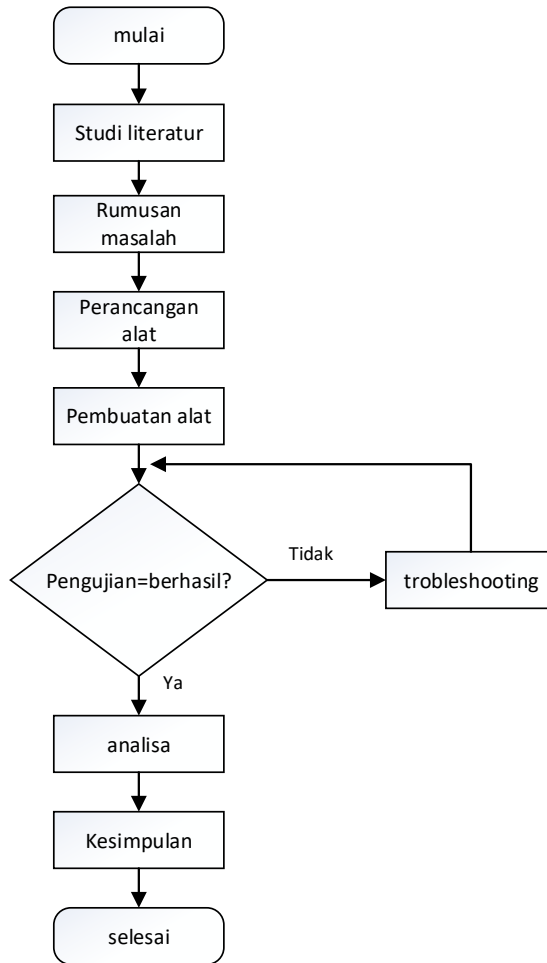 mulai
Studi literatur
Rumusan
masalah
Perancangan
alat
Pembuatan alat
Pengujian=berhasil?
Tidak
trobleshooting
Ya
analisa
Kesimpulan
selesai